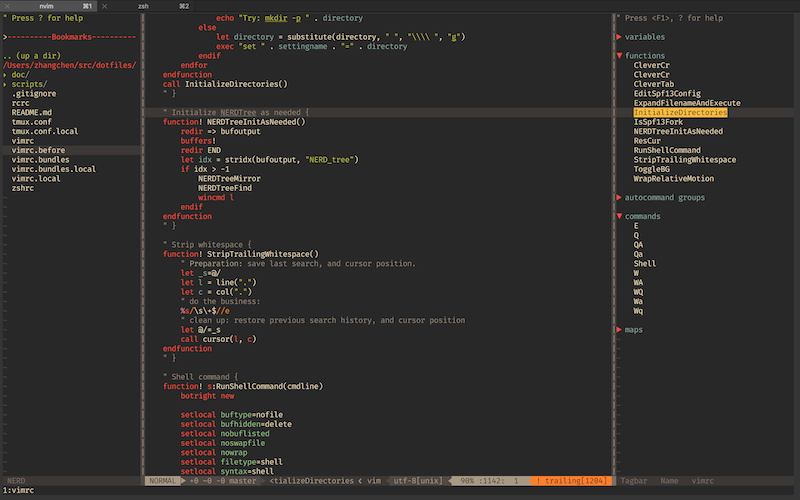 nvim ⌘1 zsh ⌘2
" Press ? for help
>----------Bookmarks----------
.. (up a dir)
/Users/zhangchen/src/dotfiles/
▸ doc/
▸ scripts/
.gitignore
rcrc
README.md
tmux.conf
tmux.conf.local
vimrc
vimrc.before
vimrc.bundles
vimrc.bundles.local
vimrc.local
zshrc
NERD
echo "Try: mkdir -p " . directory
else
let directory = substitute(directory, " ", "\\\\ ", "g")
exec "set " . settingname . "=" . directory
endif
endfor
endfunction
call InitializeDirectories()
" }
" Initialize NERDTree as needed {
function! NERDTreeInitAsNeeded()
redir => bufoutput
buffers!
redir END
let idx = stridx(bufoutput, "NERD_tree")
if idx > -1
NERDTreeMirror
NERDTreeFind
wincmd l
endif
endfunction
" }
" Strip whitespace {
function! StripTrailingWhitespace()
" Preparation: save last search, and cursor position.
let _s=@/
let l = line(".")
let c = col(".")
" do the business:
%s/\s\+$//e
" clean up: restore previous search history, and cursor position
let @/=_s
call cursor(l, c)
endfunction
" }
" Shell command {
function! s:RunShellCommand(cmdline)
botright new
setlocal buftype=nofile
setlocal bufhidden=delete
setlocal nobuflisted
setlocal noswapfile
setlocal nowrap
setlocal filetype=shell
setlocal syntax=shell
NORMAL +0 ~0 -0 master <tializeDirectories < vim utf-8[unix] 90% :1142: 1 ! trailing[1204]
" Press <F1>, ? for help
▶ variables
▼ functions
CleverCr
CleverCr
CleverTab
EditSpf13Config
ExpandFilenameAndExecute
InitializeDirectories
IsSpf13Fork
NERDTreeInitAsNeeded
ResCur
RunShellCommand
StripTrailingWhitespace
ToggleBG
WrapRelativeMotion
▶ autocommand groups
▼ commands
E
Q
QA
Qa
Shell
W
WA
WQ
Wa
Wq
▶ maps
Tagbar Name vimrc
1:vimrc